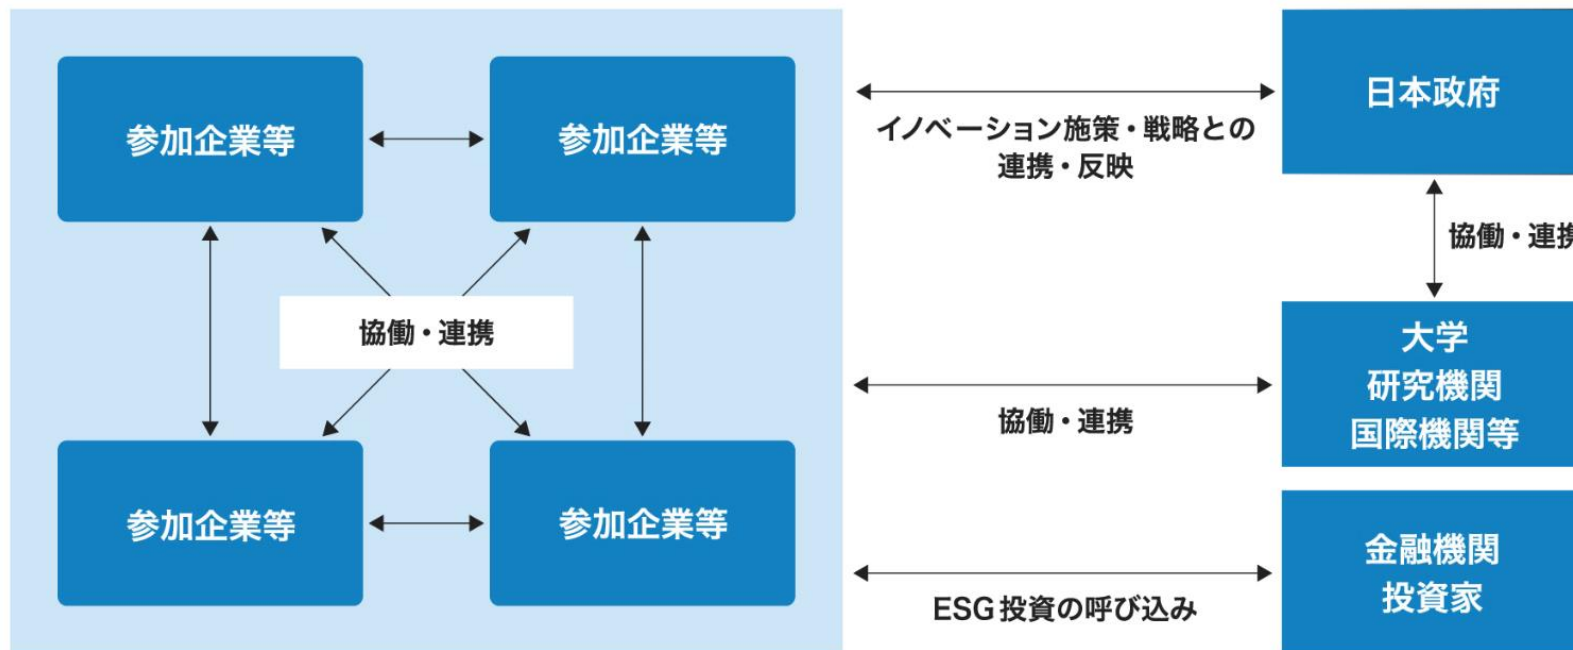 参加企業等
参加企業等
協働・連携
参加企業等
参加企業等
イノベーション施策・戦略との
連携・反映
協働・連携
ESG投資の呼び込み
日本政府
協働・連携
大学
研究機関
国際機関等
金融機関
投資家